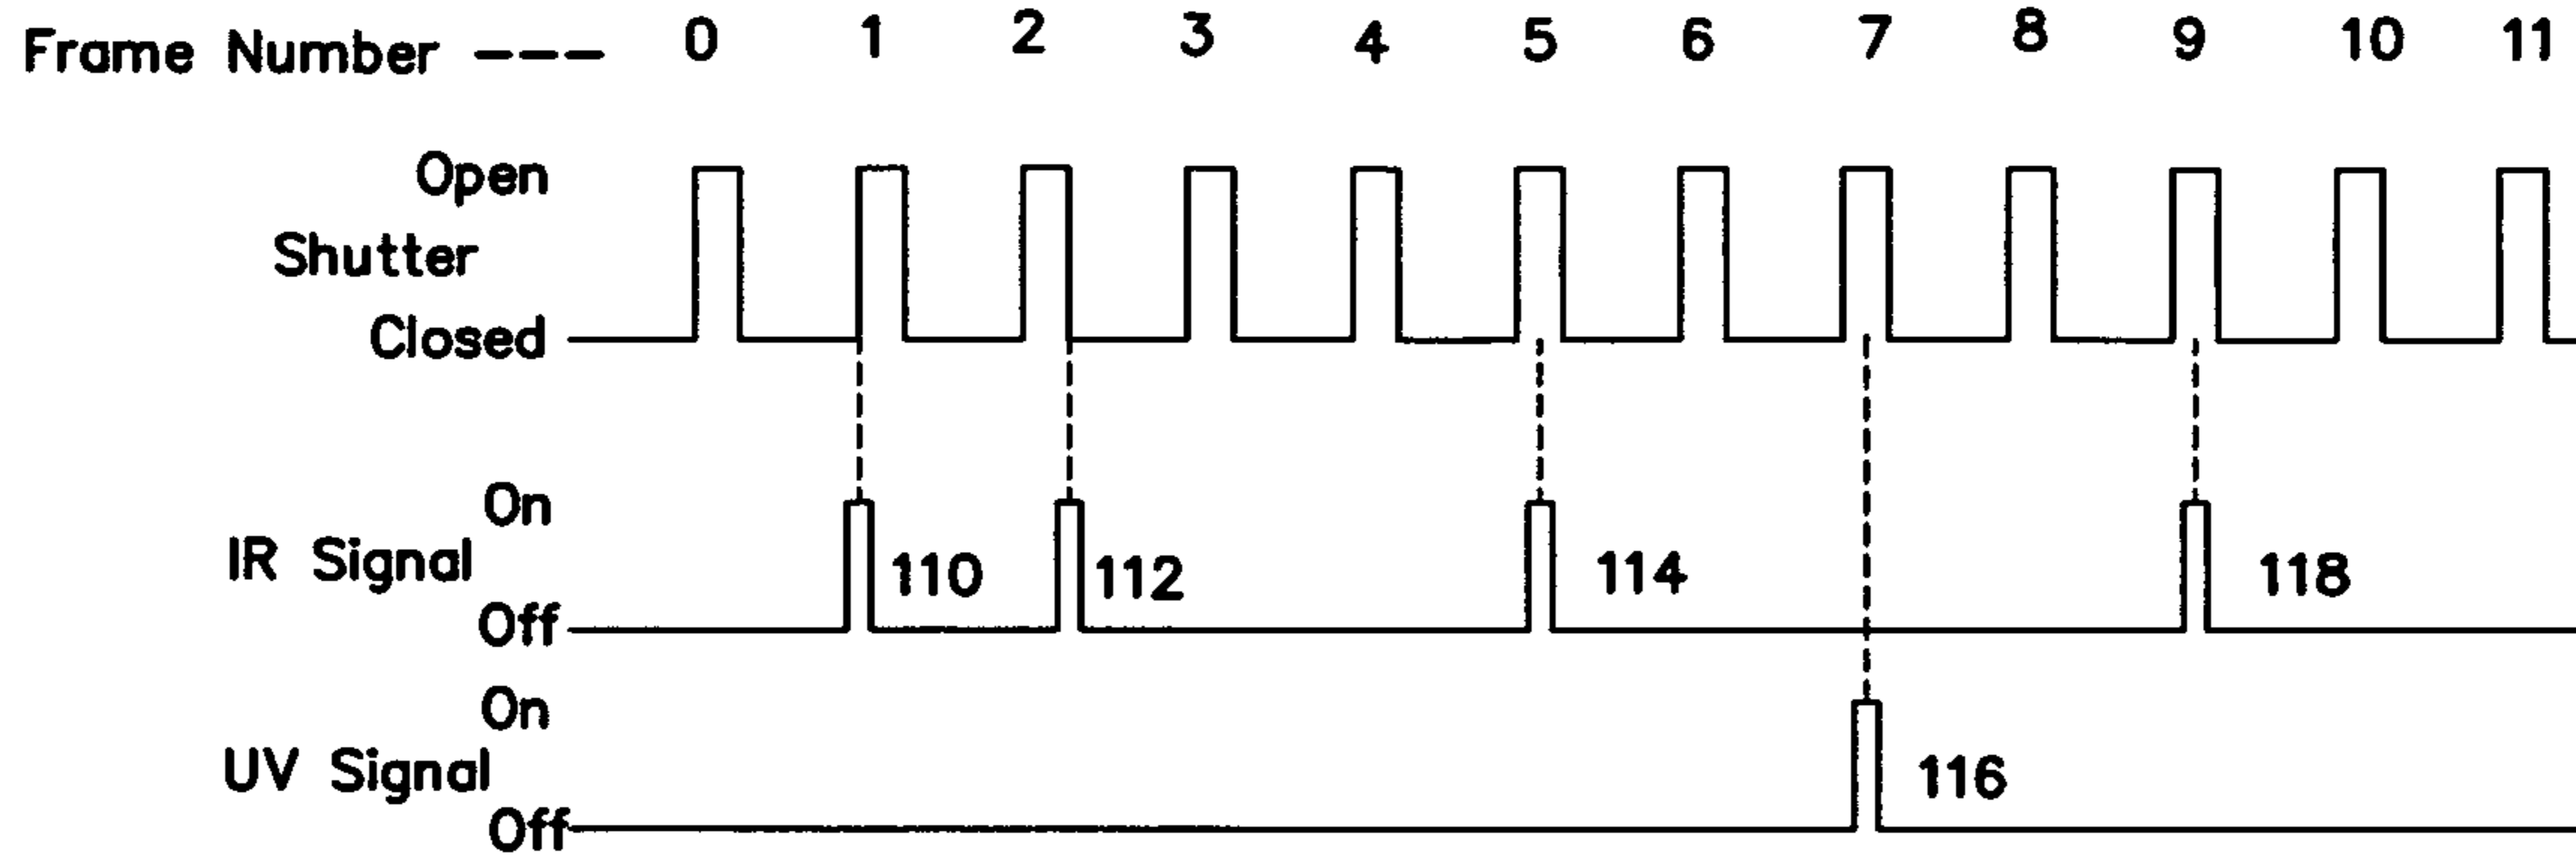 Frame Number --- 0 1 2 3 4 5 6 7 8 9 10 11
Open
Shutter
Closed
On
IR Signal 110 112 114 118
Off
On
UV Signal 116
Off